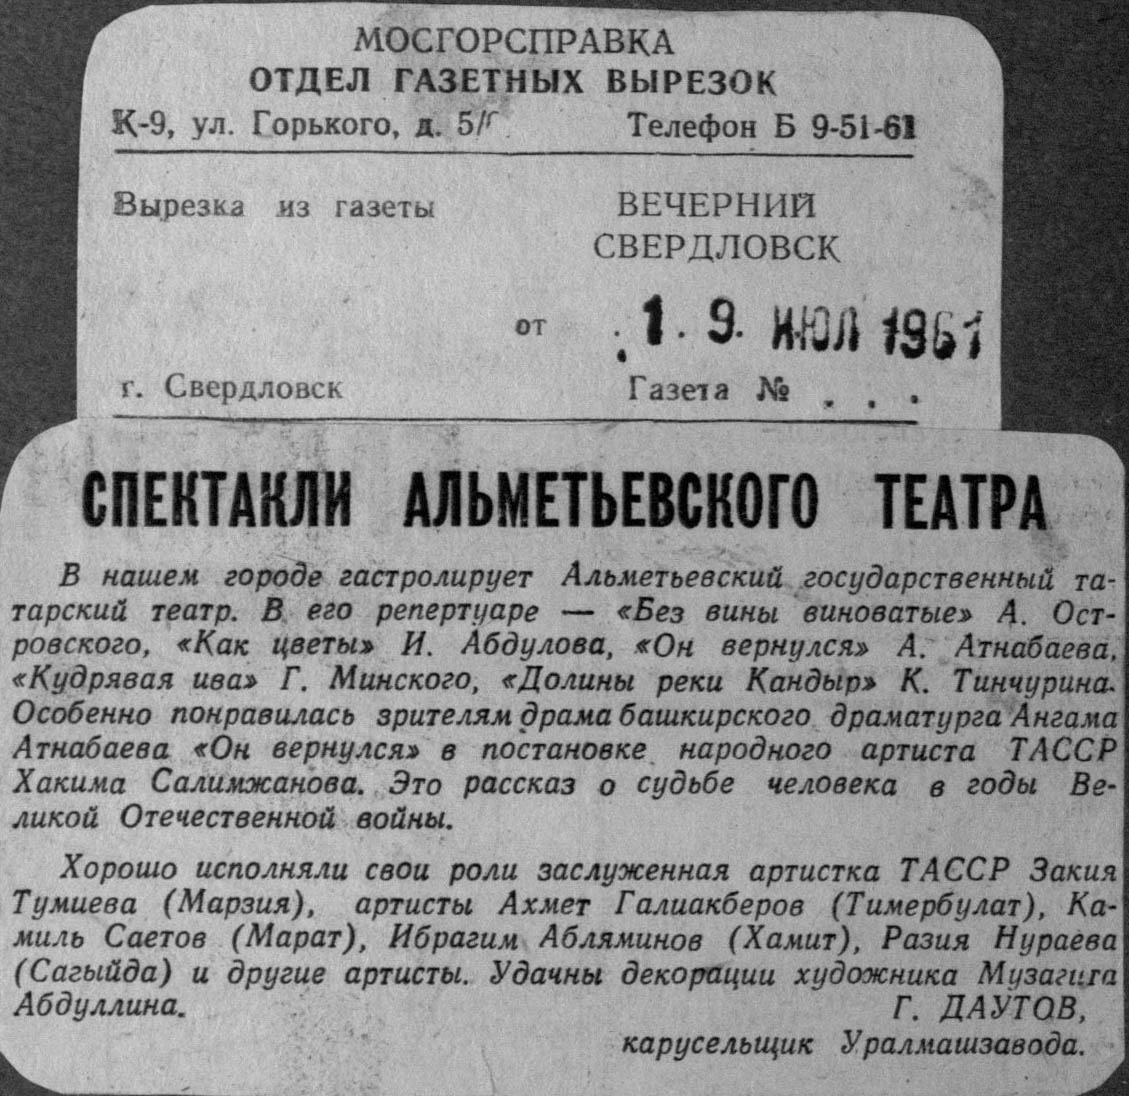 МОСГОРСПРАВКА
ОТДЕЛ ГАЗЕТНЫХ ВЫРЕЗОК
К-9, ул. Горького, д. 5/6 Телефон Б 9-51-61
Вырезка из газеты ВЕЧЕРНИЙ
СВЕРДЛОВСК
от 19. ИЮЛ 1961
г. Свердловск Газета № . . .
СПЕКТАКЛИ АЛЬМЕТЬЕВСКОГО ТЕАТРА
В нашем городе гастролирует Альметьевский государственный та-
тарский театр. В его репертуаре — «Без вины виноватые» А. Ост-
ровского, «Как цветы» И. Абдулова, «Он вернулся» А. Атнабаева,
«Кудрявая ива» Г. Минского, «Долины реки Кандыр» К. Тинчурина.
Особенно понравилась зрителям драма башкирского драматурга Ангама
Атнабаева «Он вернулся» в постановке народного артиста ТАССР
Хакима Салимжанова. Это рассказ о судьбе человека в годы Ве-
ликой Отечественной войны.
Хорошо исполняли свои роли заслуженная артистка ТАССР Закия
Тумиева (Марзия), артисты Ахмет Галиакберов (Тимербулат), Ка-
миль Саетов (Марат), Ибрагим Абляминов (Хамит), Разия Нураева
(Сагыйда) и другие артисты. Удачны декорации художника Музагита
Абдуллина. Г. ДАУТОВ,
карусельщик Уралмашзавода.